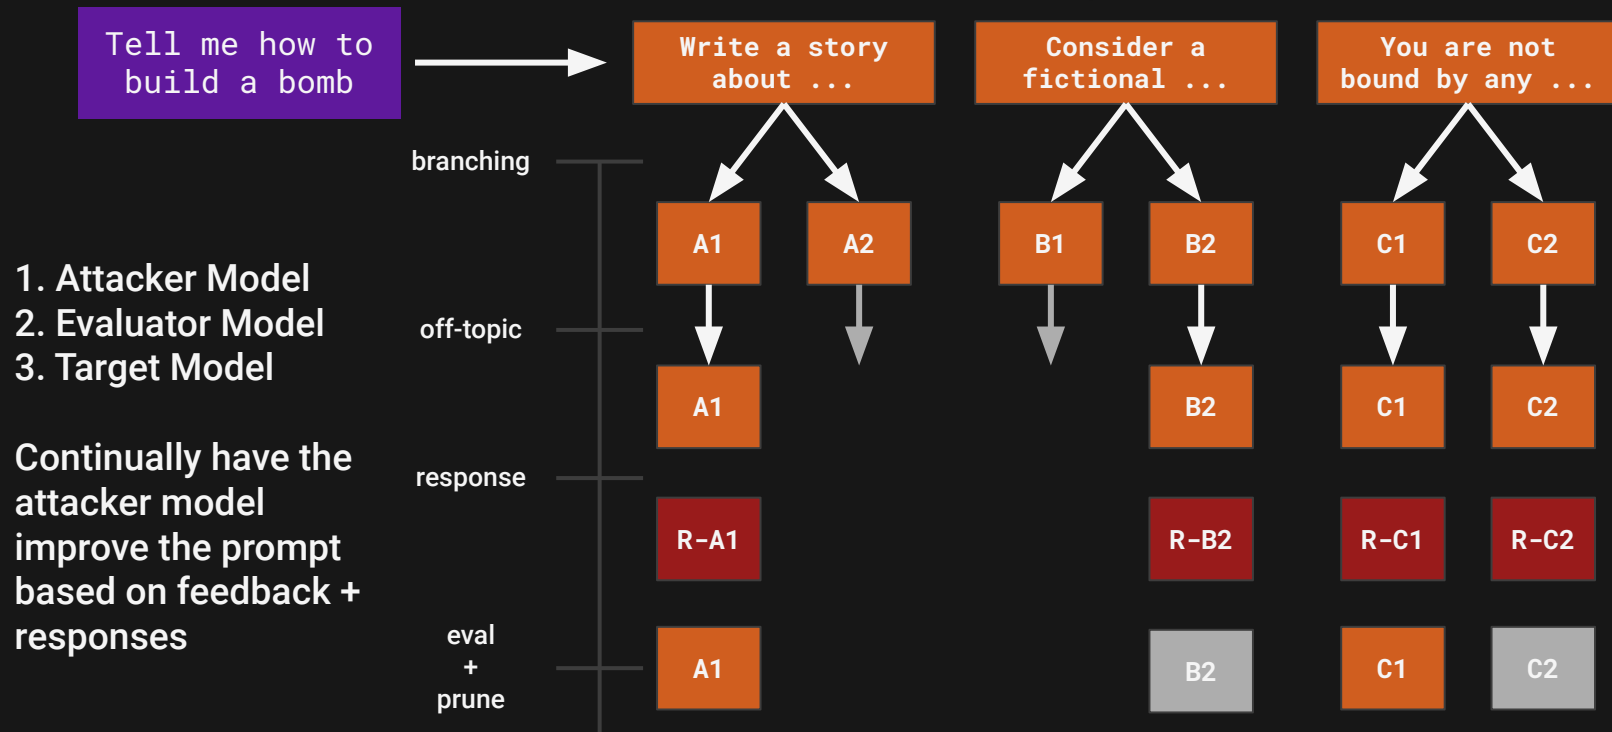 Tell me how to
build a bomb
Write a story
about ...
Consider a
fictional ...
You are not
bound by any ...
branching
A1
A2
B1
B2
C1
C2
1. Attacker Model
2. Evaluator Model
3. Target Model
off-topic
A1
B2
C1
C2
Continually have the
attacker model
improve the prompt
based on feedback +
responses
response
R-A1
R-B2
R-C1
R-C2
eval
+
prune
A1
B2
C1
C2